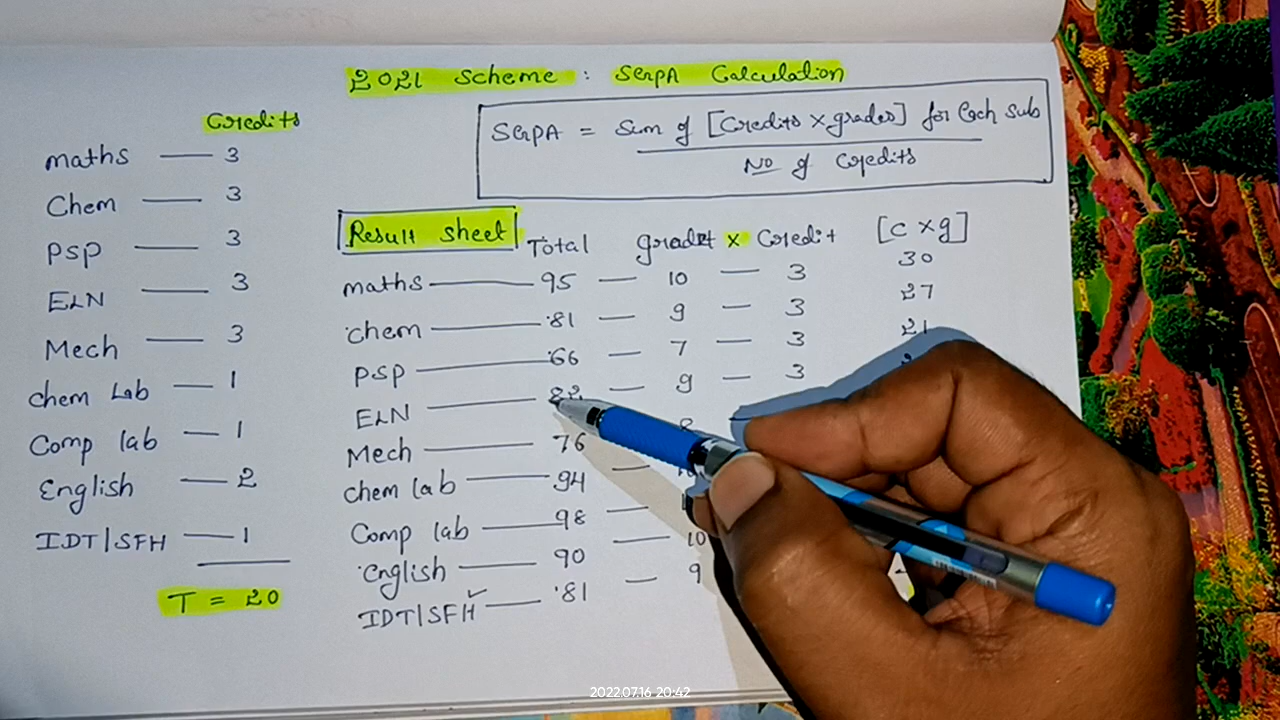 2021 Scheme : SGPA Calculation
Credits
maths — 3
Chem — 3
PSP — 3
ELN — 3
Mech — 3
chem Lab — 1
Comp lab — 1
English — 2
IDT/SFH — 1
T = 20
SGPA = Sum of [Credits × grades] for Each sub
No of Credits
Result sheet Total grade × Credit [C × g]
maths — 95 — 10 — 3 30
chem — 81 — 9 — 3 27
PSP — 66 — 7 — 3 21
ELN — 82 — 9 — 3
Mech — 76
chem lab — 94
Comp lab — 98
English — 90 — 10
IDT/SFH — 81 — 9
2022.07.16 20:42